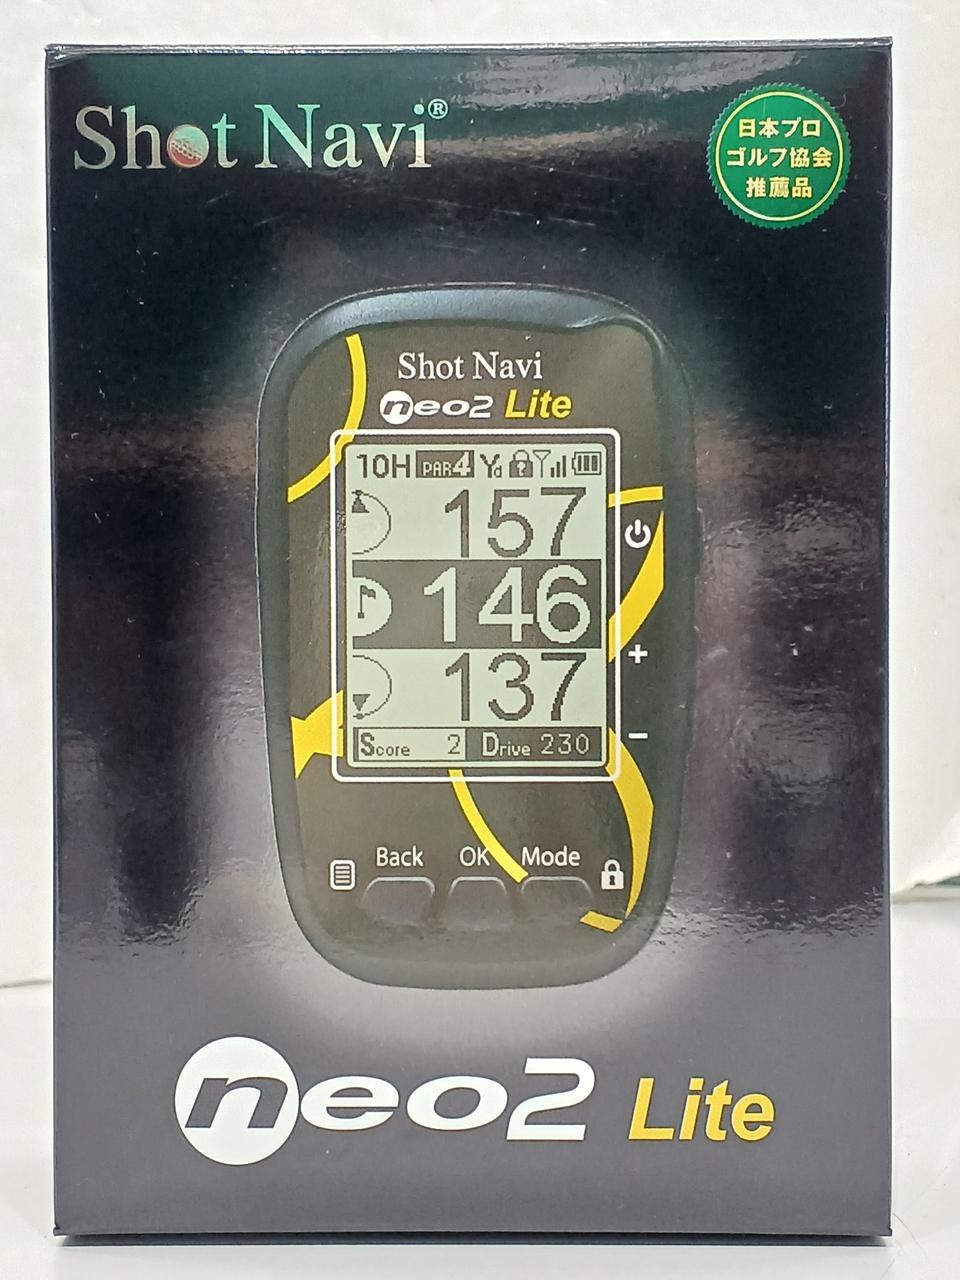 Shot Navi®
日本プロ
ゴルフ協会
推薦品
Shot Navi
neo2 Lite
10H PAR4 Yd
157
146
137
Score 2 Drive 230
+
−
Back OK Mode
neo2 Lite